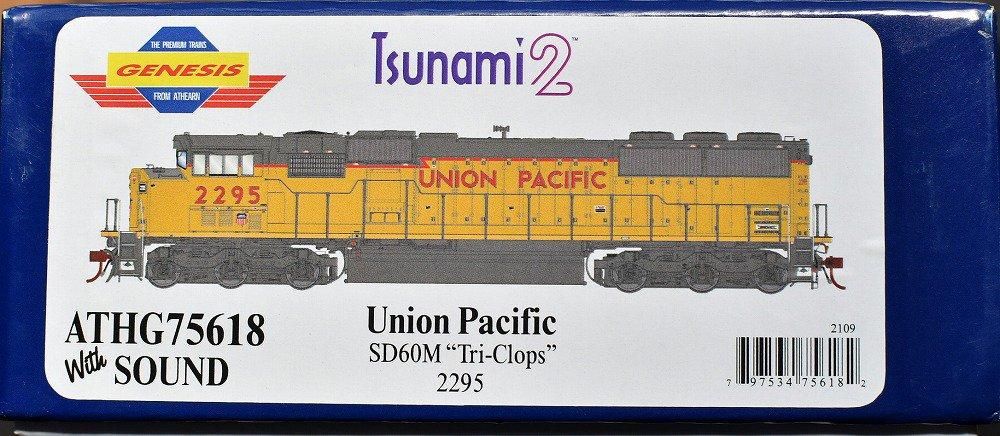 THE PREMIUM TRAINS
GENESIS
FROM ATHEARN
Tsunami2™
2295
UNION PACIFIC
ATHG75618
With SOUND
Union Pacific
SD60M “Tri-Clops”
2295
2109
7 97534 75618 2